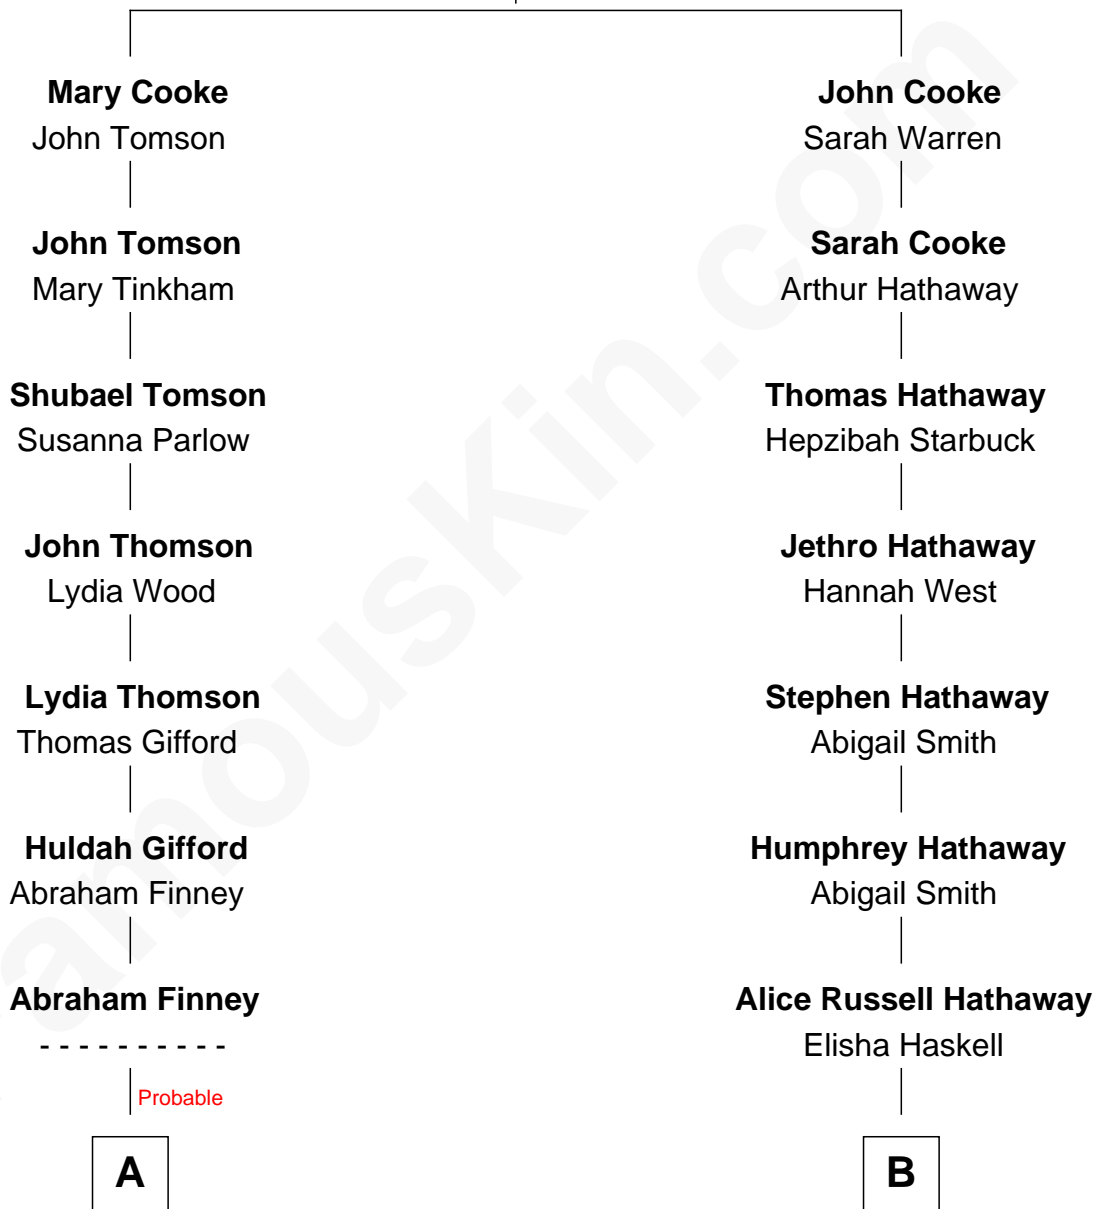 Mary Cooke
John Tomson
John Cooke
Sarah Warren
John Tomson
Mary Tinkham
Sarah Cooke
Arthur Hathaway
Shubael Tomson
Susanna Parlow
Thomas Hathaway
Hepzibah Starbuck
John Thomson
Lydia Wood
Jethro Hathaway
Hannah West
Lydia Thomson
Thomas Gifford
Stephen Hathaway
Abigail Smith
Huldah Gifford
Abraham Finney
Humphrey Hathaway
Abigail Smith
Abraham Finney
- - - - - - - - - -
Alice Russell Hathaway
Elisha Haskell
Probable
A
B
amousKin.com